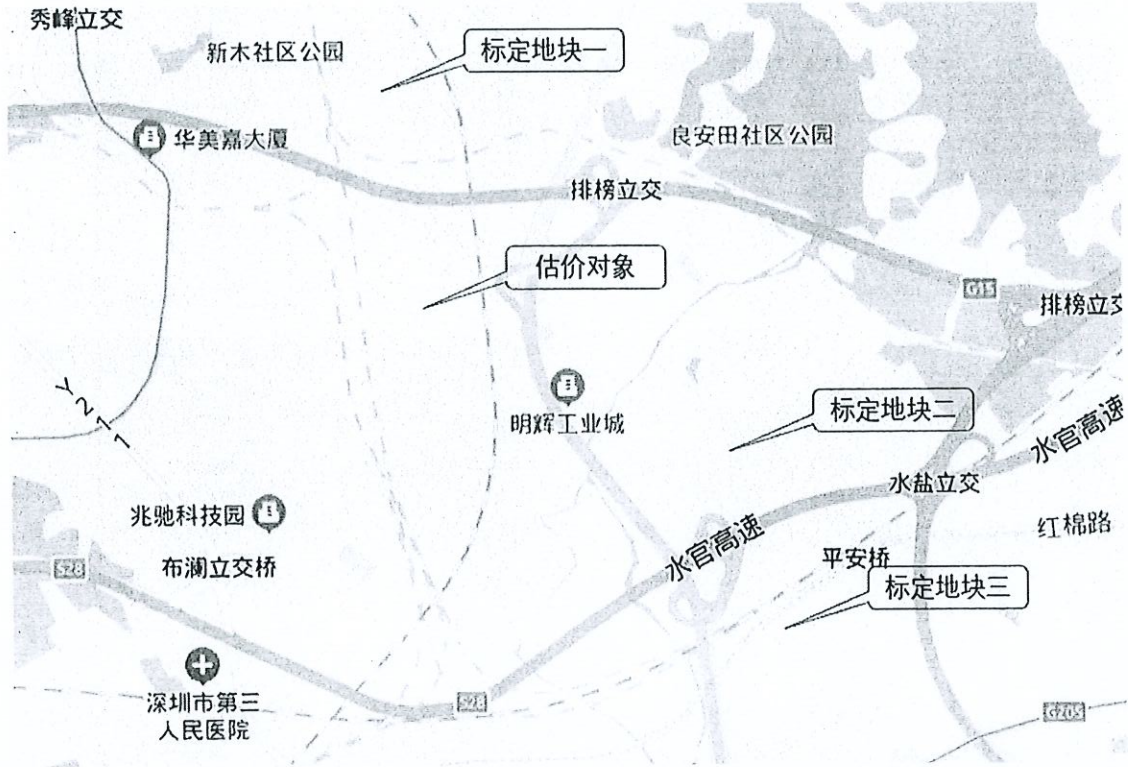 秀峰立交
新木社区公园
标定地块一
华美嘉大厦
良安田社区公园
排榜立交
估价对象
G15
排榜立交
Y211
明辉工业城
标定地块二
水官高速
水盐立交
兆驰科技园
红棉路
水官高速
布澜立交桥
平安桥
S28
标定地块三
深圳市第三
人民医院
S28
G205